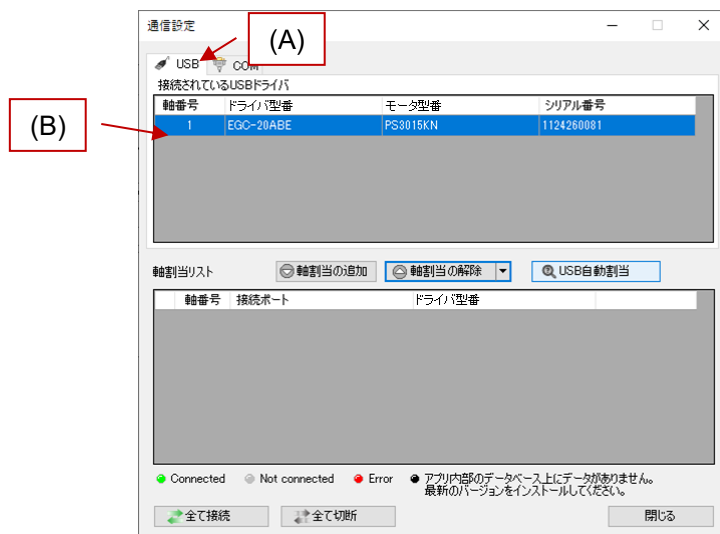 通信設定
(A)
USB
COM
接続されているUSBドライバ
軸番号 ドライバ型番 モータ型番 シリアル番号
(B)
1 EGC-20ABE PS3015KN 1124260081
軸割当リスト 軸割当の追加 軸割当の解除 USB自動割当
軸番号 接続ポート ドライバ型番
Connected Not connected Error アプリ内部のデータベース上にデータがありません。
最新のバージョンをインストールしてください。
全て接続 全て切断 閉じる